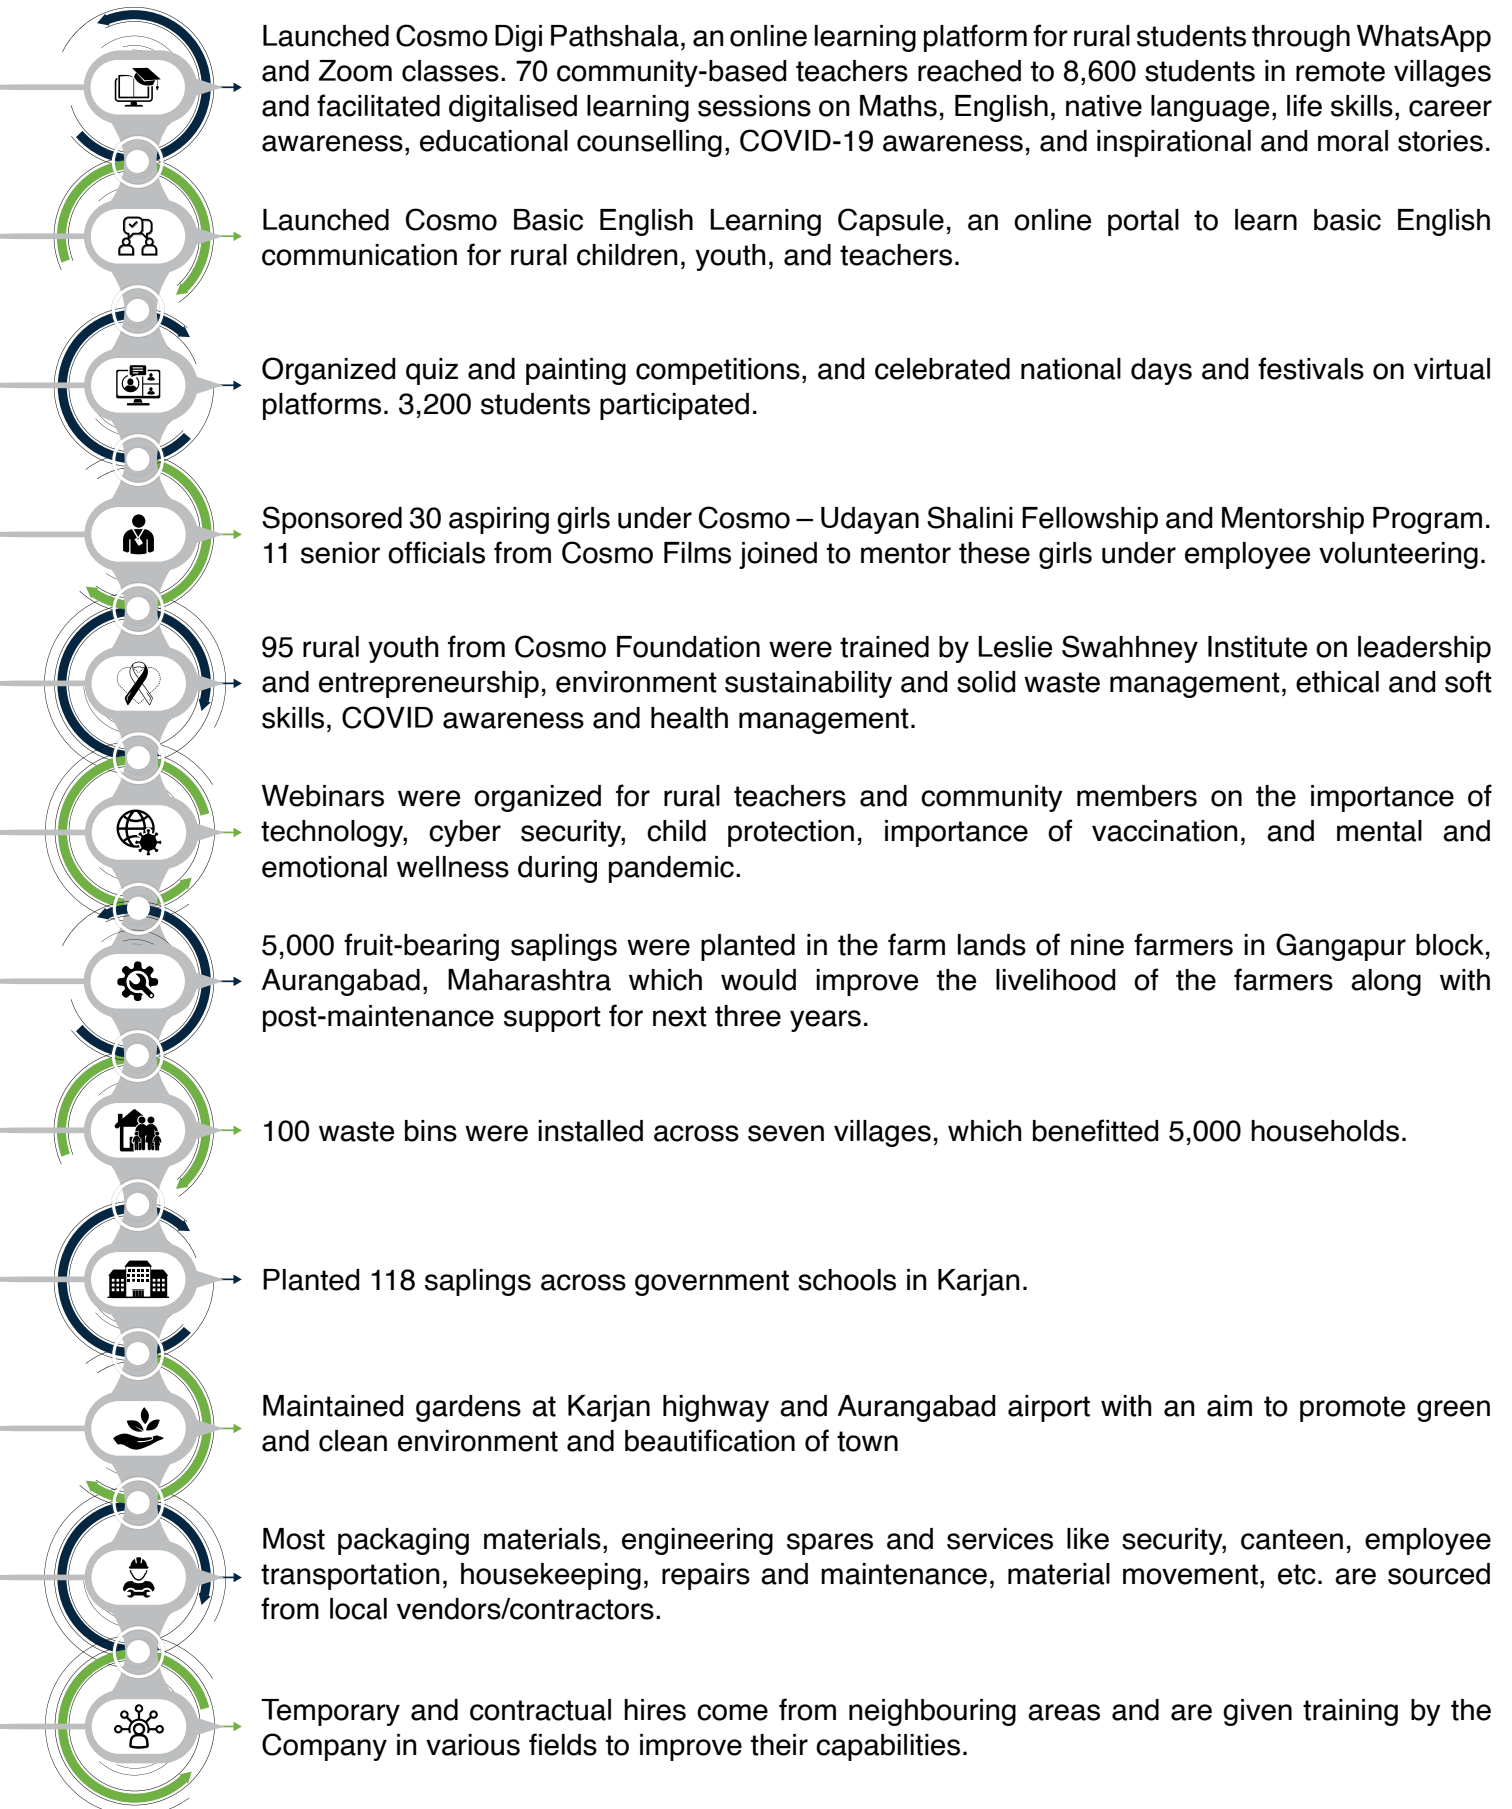 Launched Cosmo Digi Pathshala, an online learning platform for rural students through WhatsApp
and Zoom classes. 70 community-based teachers reached to 8,600 students in remote villages
and facilitated digitalised learning sessions on Maths, English, native language, life skills, career
awareness, educational counselling, COVID-19 awareness, and inspirational and moral stories.
Launched Cosmo Basic English Learning Capsule, an online portal to learn basic English
communication for rural children, youth, and teachers.
Organized quiz and painting competitions, and celebrated national days and festivals on virtual
platforms. 3,200 students participated.
Sponsored 30 aspiring girls under Cosmo – Udayan Shalini Fellowship and Mentorship Program.
11 senior officials from Cosmo Films joined to mentor these girls under employee volunteering.
95 rural youth from Cosmo Foundation were trained by Leslie Swahhney Institute on leadership
and entrepreneurship, environment sustainability and solid waste management, ethical and soft
skills, COVID awareness and health management.
Webinars were organized for rural teachers and community members on the importance of
technology, cyber security, child protection, importance of vaccination, and mental and
emotional wellness during pandemic.
5,000 fruit-bearing saplings were planted in the farm lands of nine farmers in Gangapur block,
Aurangabad, Maharashtra which would improve the livelihood of the farmers along with
post-maintenance support for next three years.
100 waste bins were installed across seven villages, which benefitted 5,000 households.
Planted 118 saplings across government schools in Karjan.
Maintained gardens at Karjan highway and Aurangabad airport with an aim to promote green
and clean environment and beautification of town
Most packaging materials, engineering spares and services like security, canteen, employee
transportation, housekeeping, repairs and maintenance, material movement, etc. are sourced
from local vendors/contractors.
Temporary and contractual hires come from neighbouring areas and are given training by the
Company in various fields to improve their capabilities.